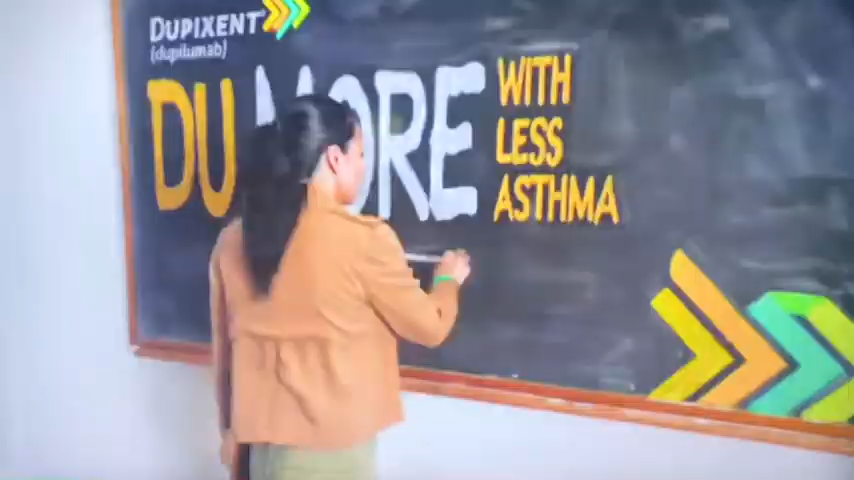 DUPIXENT
(dupilumab)
DU MORE
WITH
LESS
ASTHMA